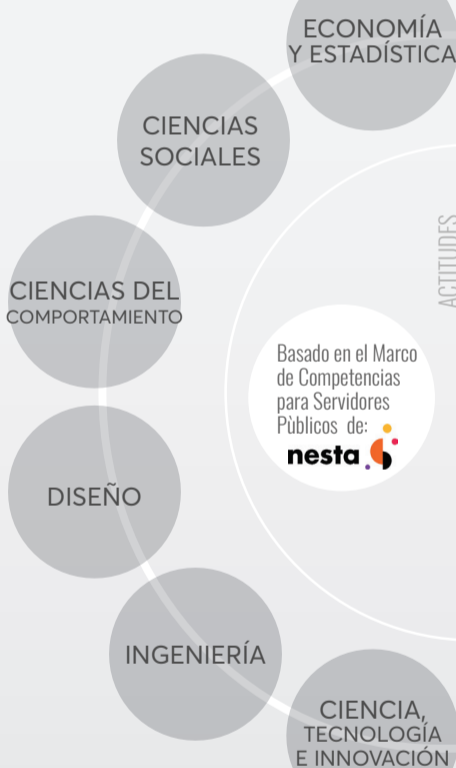 ECONOMÍA
Y ESTADÍSTICA
CIENCIAS
SOCIALES
ACTITUDES
CIENCIAS DEL
COMPORTAMIENTO
Basado en el Marco
de Competencias
para Servidores
Pùblicos de:
nesta
DISEÑO
INGENIERÍA
CIENCIA,
TECNOLOGÍA
E INNOVACIÓN